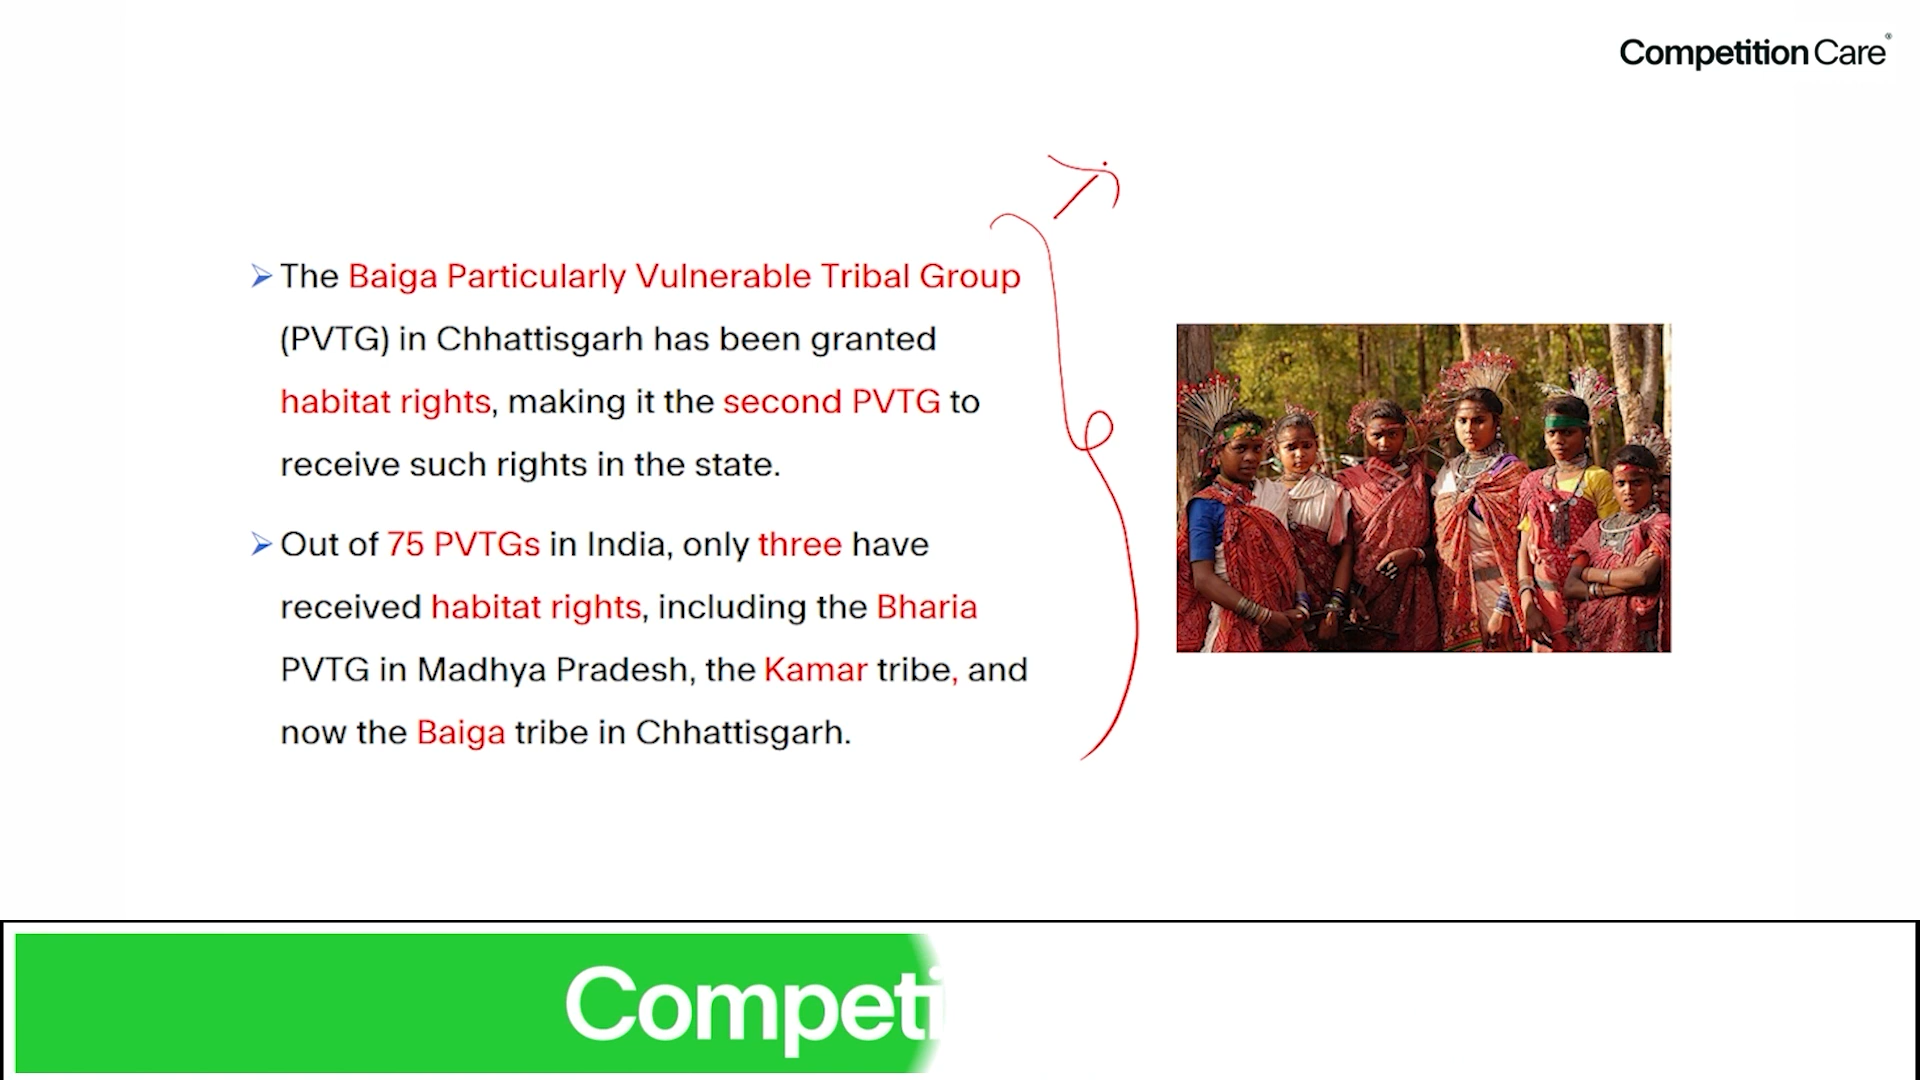 Competition Care
The Baiga Particularly Vulnerable Tribal Group
(PVTG) in Chhattisgarh has been granted
habitat rights, making it the second PVTG to
receive such rights in the state.
Out of 75 PVTGs in India, only three have
received habitat rights, including the Bharia
PVTG in Madhya Pradesh, the Kamar tribe, and
now the Baiga tribe in Chhattisgarh.
Competi